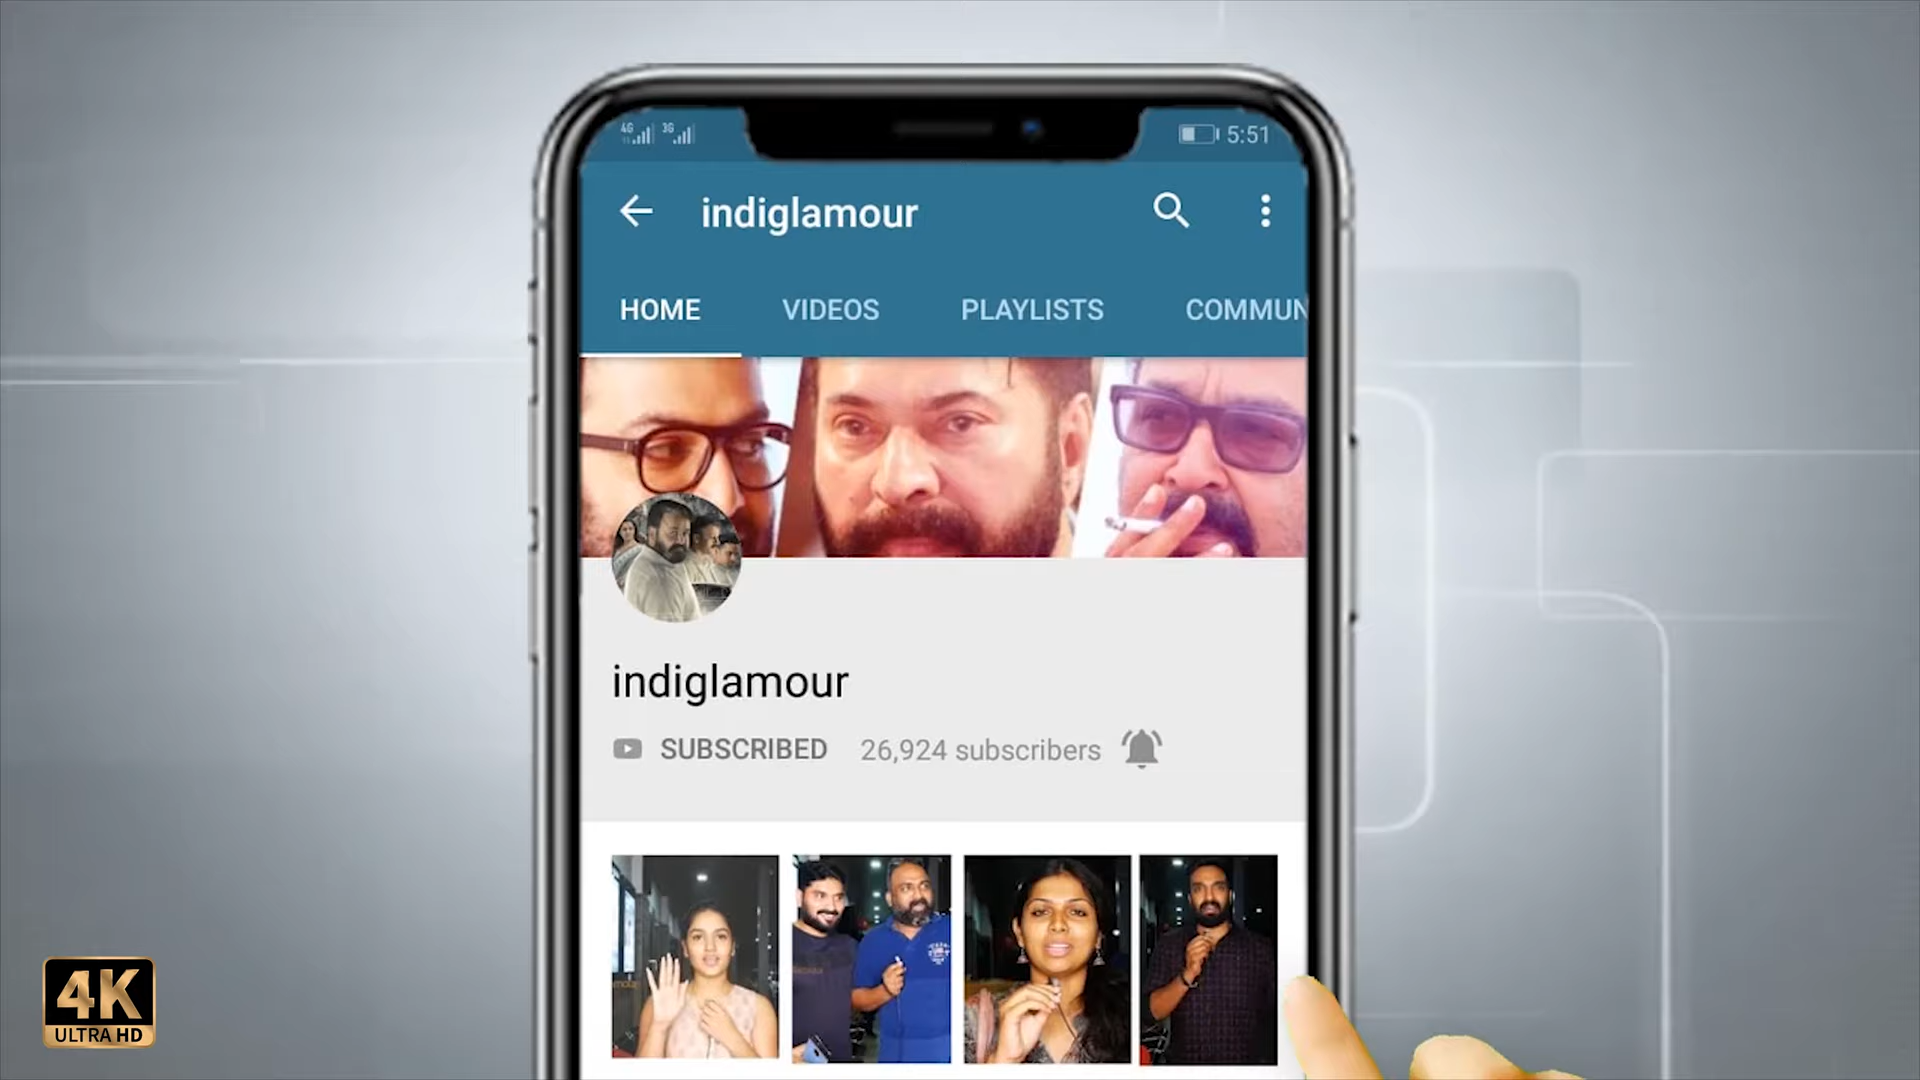 4G 3G 5:51
indiglamour
HOME VIDEOS PLAYLISTS COMMUN
indiglamour
SUBSCRIBED 26,924 subscribers
4K
ULTRA HD